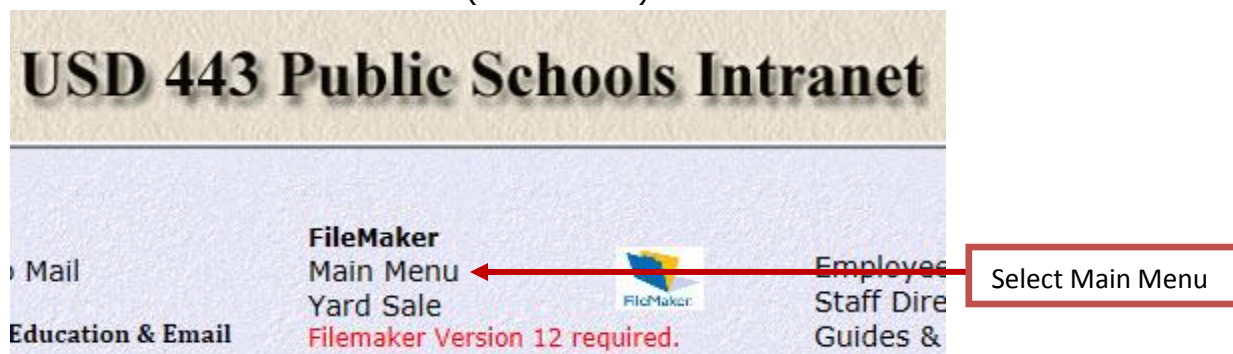 USD 443 Public Schools Intranet
FileMaker
Mail
Main Menu
Employee
Select Main Menu
Yard Sale
FileMaker
Staff Dire
Education & Email
Filemaker Version 12 required.
Guides &